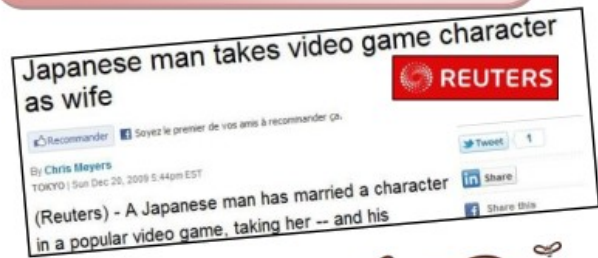 Japanese man takes video game character
as wife
REUTERS
Recommander
Soyez le premier de vos amis à recommander ça.
By Chris Meyers
TOKYO | Sun Dec 20, 2009 5:44pm EST
Tweet 1
(Reuters) - A Japanese man has married a character
in a popular video game, taking her -- and his
Share
Share this